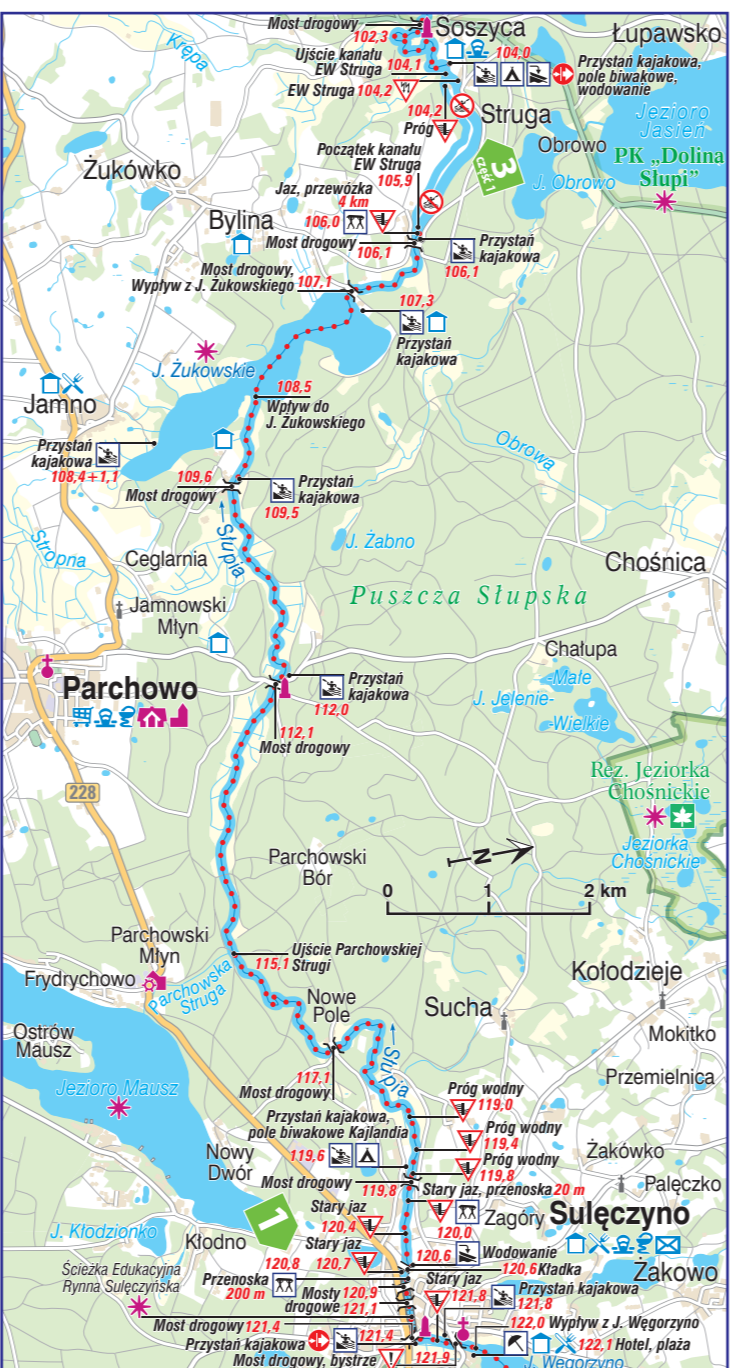 Most drogowy
102,3
Soszyca
Łupawsko
Krępa
Ujście kanału
EW Struga
104,1
104,0
Przystań kajakowa,
pole biwakowe,
wodowanie
EW Struga 104,2
104,2
Próg
Struga
Jezioro
Jasień
Obrowo
PK „Dolina
Słupi”
J. Obrowo
3
część 1
Początek kanału
EW Struga
105,9
Żukówko
Jaz, przewózka
4 km
106,0
Bylina
Most drogowy
106,1
Przystań
kajakowa
106,1
Most drogowy,
Wypływ z J. Żukowskiego
107,1
107,3
Przystań
kajakowa
J. Żukowskie
108,5
Wpływ do
J. Żukowskiego
Jamno
Przystań
kajakowa
108,4+1,1
Obrowa
109,6
Most drogowy
Przystań
kajakowa
109,5
Słupia
Stropna
J. Żabno
Ceglarnia
Chośnica
Puszcza Słupska
Jamnowski
Młyn
Chałupa
J. Jelenie-
-Małe
-Wielkie
Parchowo
Przystań
kajakowa
112,0
112,1
Most drogowy
228
Rez. Jeziorka
Chośnickie
Jeziorka
Chośnickie
N
Parchowski
Bór
0 1 2 km
Parchowski
Młyn
Ujście Parchowskiej
Strugi
115,1
Frydrychowo
Parchowska
Struga
Kołodzieje
Nowe
Pole
Sucha
Ostrów
Mausz
Mokitko
Jezioro Mausz
Słupia
117,1
Most drogowy
Przemielnica
Próg wodny
119,0
Przystań kajakowa,
pole biwakowe Kajlandia
119,6
Próg wodny
119,4
Żakówko
Nowy
Dwór
Próg wodny
119,8
Most drogowy
119,8
Palęczko
Stary jaz, przenoska 20 m
120,0
Zagóry
Sulęczyno
1
Stary jaz
120,4
J. Kłodzionko
Kłodno
Stary jaz
120,7
120,6
Wodowanie
120,6 Kładka
Żakowo
Ścieżka Edukacyjna
Rynna Sulęczyńska
120,8
Przenoska
200 m
Mosty
drogowe
120,9
121,1
Stary jaz
121,8
Przystań kajakowa
121,8
Most drogowy 121,4
122,0 Wypływ z J. Węgorzyno
Przystań kajakowa
121,4
122,1 Hotel, plaża
Most drogowy, bystrze
121,9
J. Węgorzyno